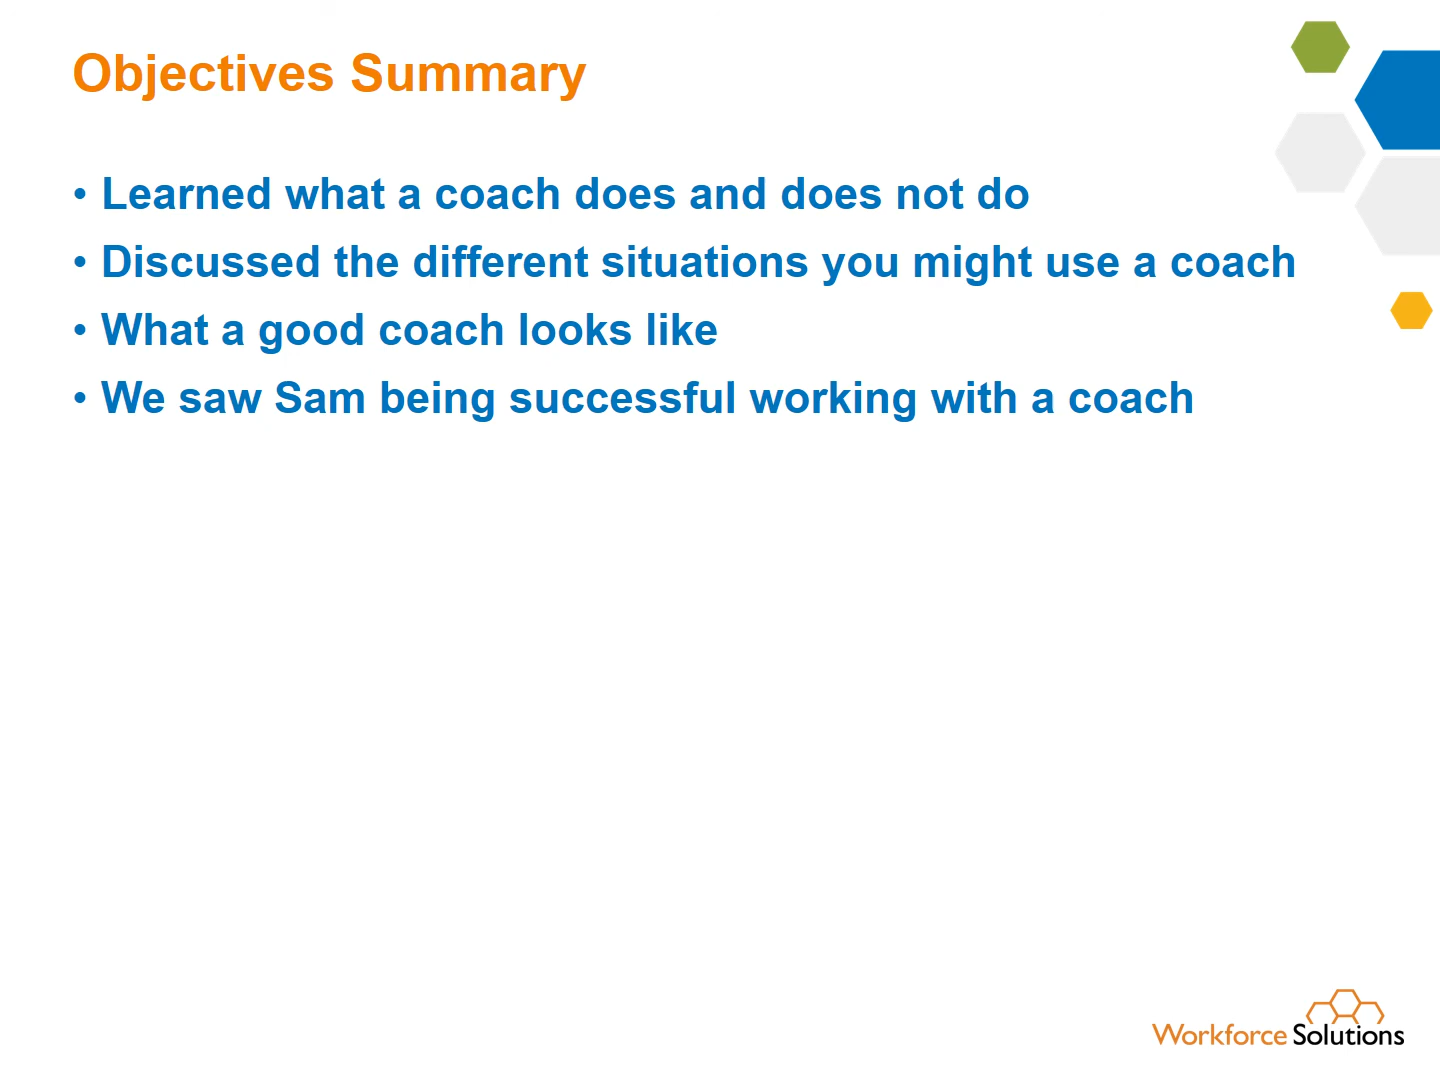 Objectives Summary
• Learned what a coach does and does not do
• Discussed the different situations you might use a coach
• What a good coach looks like
• We saw Sam being successful working with a coach
Workforce Solutions